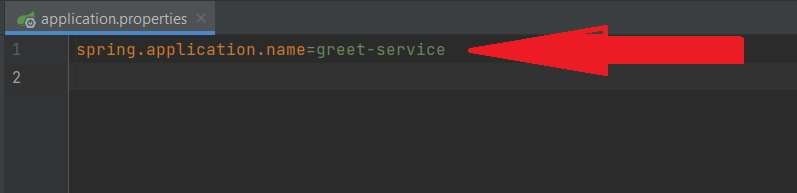 application.properties
1 spring.application.name=greet-service
2